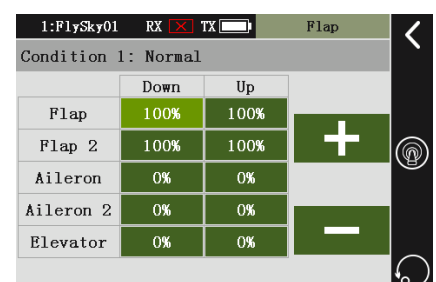 1:FlySky01 RX TX Flap
Condition 1: Normal
Down Up
Flap 100% 100%
Flap 2 100% 100%
Aileron 0% 0%
Aileron 2 0% 0%
Elevator 0% 0%